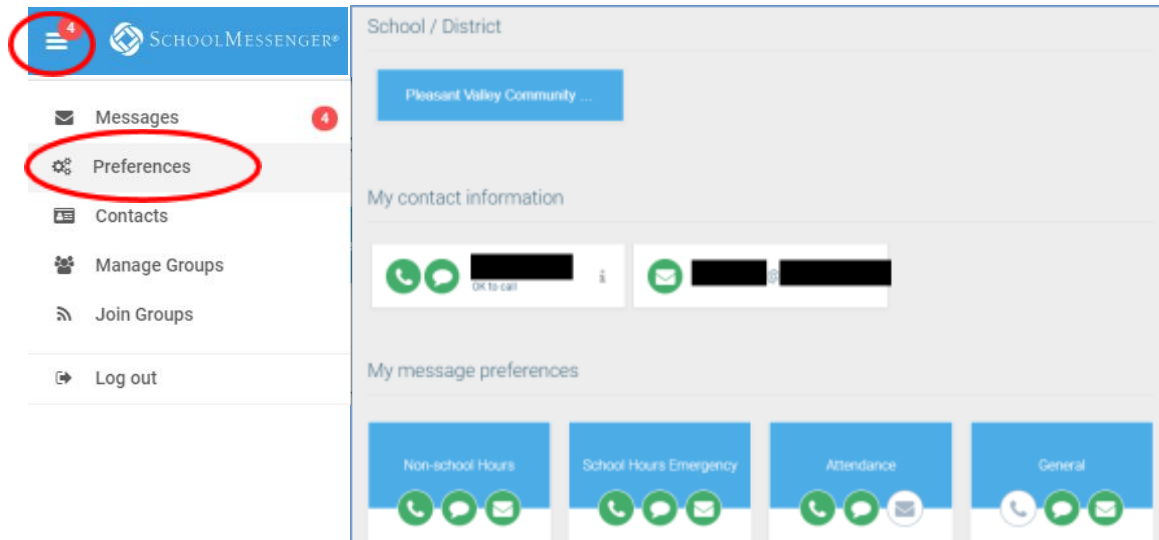 4
SCHOOLMESSENGER®
Messages
4
Preferences
Contacts
Manage Groups
Join Groups
Log out
School / District
Pleasant Valley Community ...
My contact information
OK to call
i
@
My message preferences
Non-school Hours
School Hours Emergency
Attendance
General